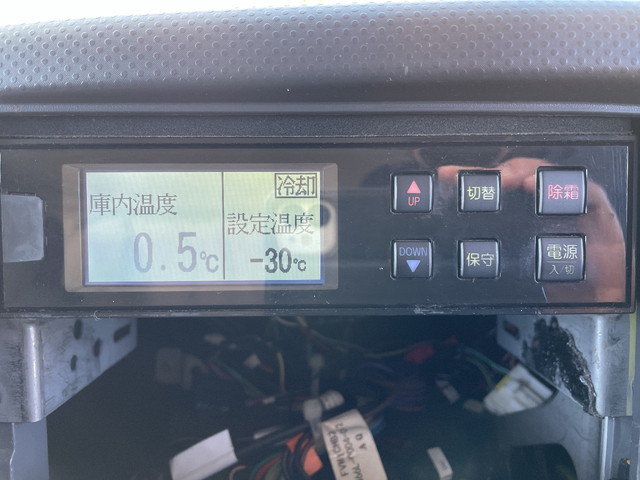 冷却
庫内温度
設定温度
0.5℃
-30℃
UP
切替
除霜
DOWN
保守
電源
入/切